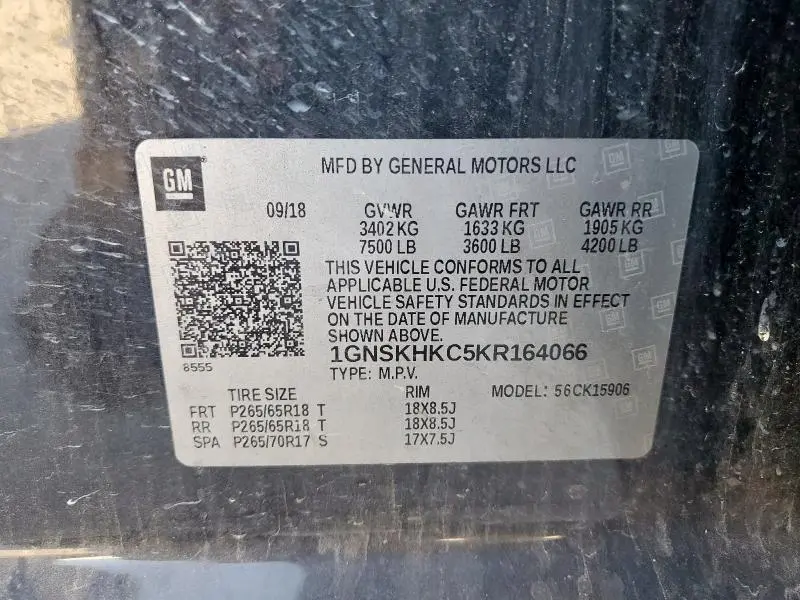 GM
MFD BY GENERAL MOTORS LLC
09/18 GVWR GAWR FRT GAWR RR
3402 KG 1633 KG 1905 KG
7500 LB 3600 LB 4200 LB
THIS VEHICLE CONFORMS TO ALL
APPLICABLE U.S. FEDERAL MOTOR
VEHICLE SAFETY STANDARDS IN EFFECT
ON THE DATE OF MANUFACTURE
SHOWN ABOVE.
1GNSKHKC5KR164066
8555
TYPE: M.P.V.
TIRE SIZE RIM MODEL: 56CK15906
FRT P265/65R18 T 18X8.5J
RR P265/65R18 T 18X8.5J
SPA P265/70R17 S 17X7.5J